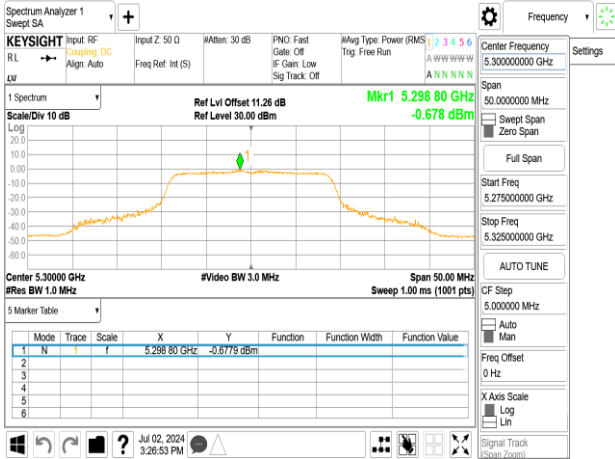 Spectrum Analyzer 1
Swept SA
+
Frequency
KEYSIGHT Input: RF
Coupling: DC
Align: Auto
RL
Input Z: 50 Ω
Freq Ref: Int (S)
#Atten: 30 dB
PNO: Fast
Gate: Off
IF Gain: Low
Sig Track: Off
#Avg Type: Power (RMS
Trig: Free Run
1 2 3 4 5 6
A W W W W W
A N N N N N
1 Spectrum
Scale/Div 10 dB
Log
Ref Lvl Offset 11.26 dB
Ref Level 30.00 dBm
Mkr1 5.298 80 GHz
-0.678 dBm
20.0
10.0
0.00
-10.0
-20.0
-30.0
-40.0
-50.0
-60.0
1
Center 5.30000 GHz
#Res BW 1.0 MHz
#Video BW 3.0 MHz
Span 50.00 MHz
Sweep 1.00 ms (1001 pts)
5 Marker Table
Mode Trace Scale X Y Function Function Width Function Value
1 N 1 f 5.298 80 GHz -0.6779 dBm
2
3
4
5
6
Jul 02, 2024
3:26:53 PM
?
Center Frequency
5.300000000 GHz
Settings
Span
50.0000000 MHz
Swept Span
Zero Span
Full Span
Start Freq
5.275000000 GHz
Stop Freq
5.325000000 GHz
AUTO TUNE
CF Step
5.000000 MHz
Auto
Man
Freq Offset
0 Hz
X Axis Scale
Log
Lin
Signal Track
(Span Zoom)